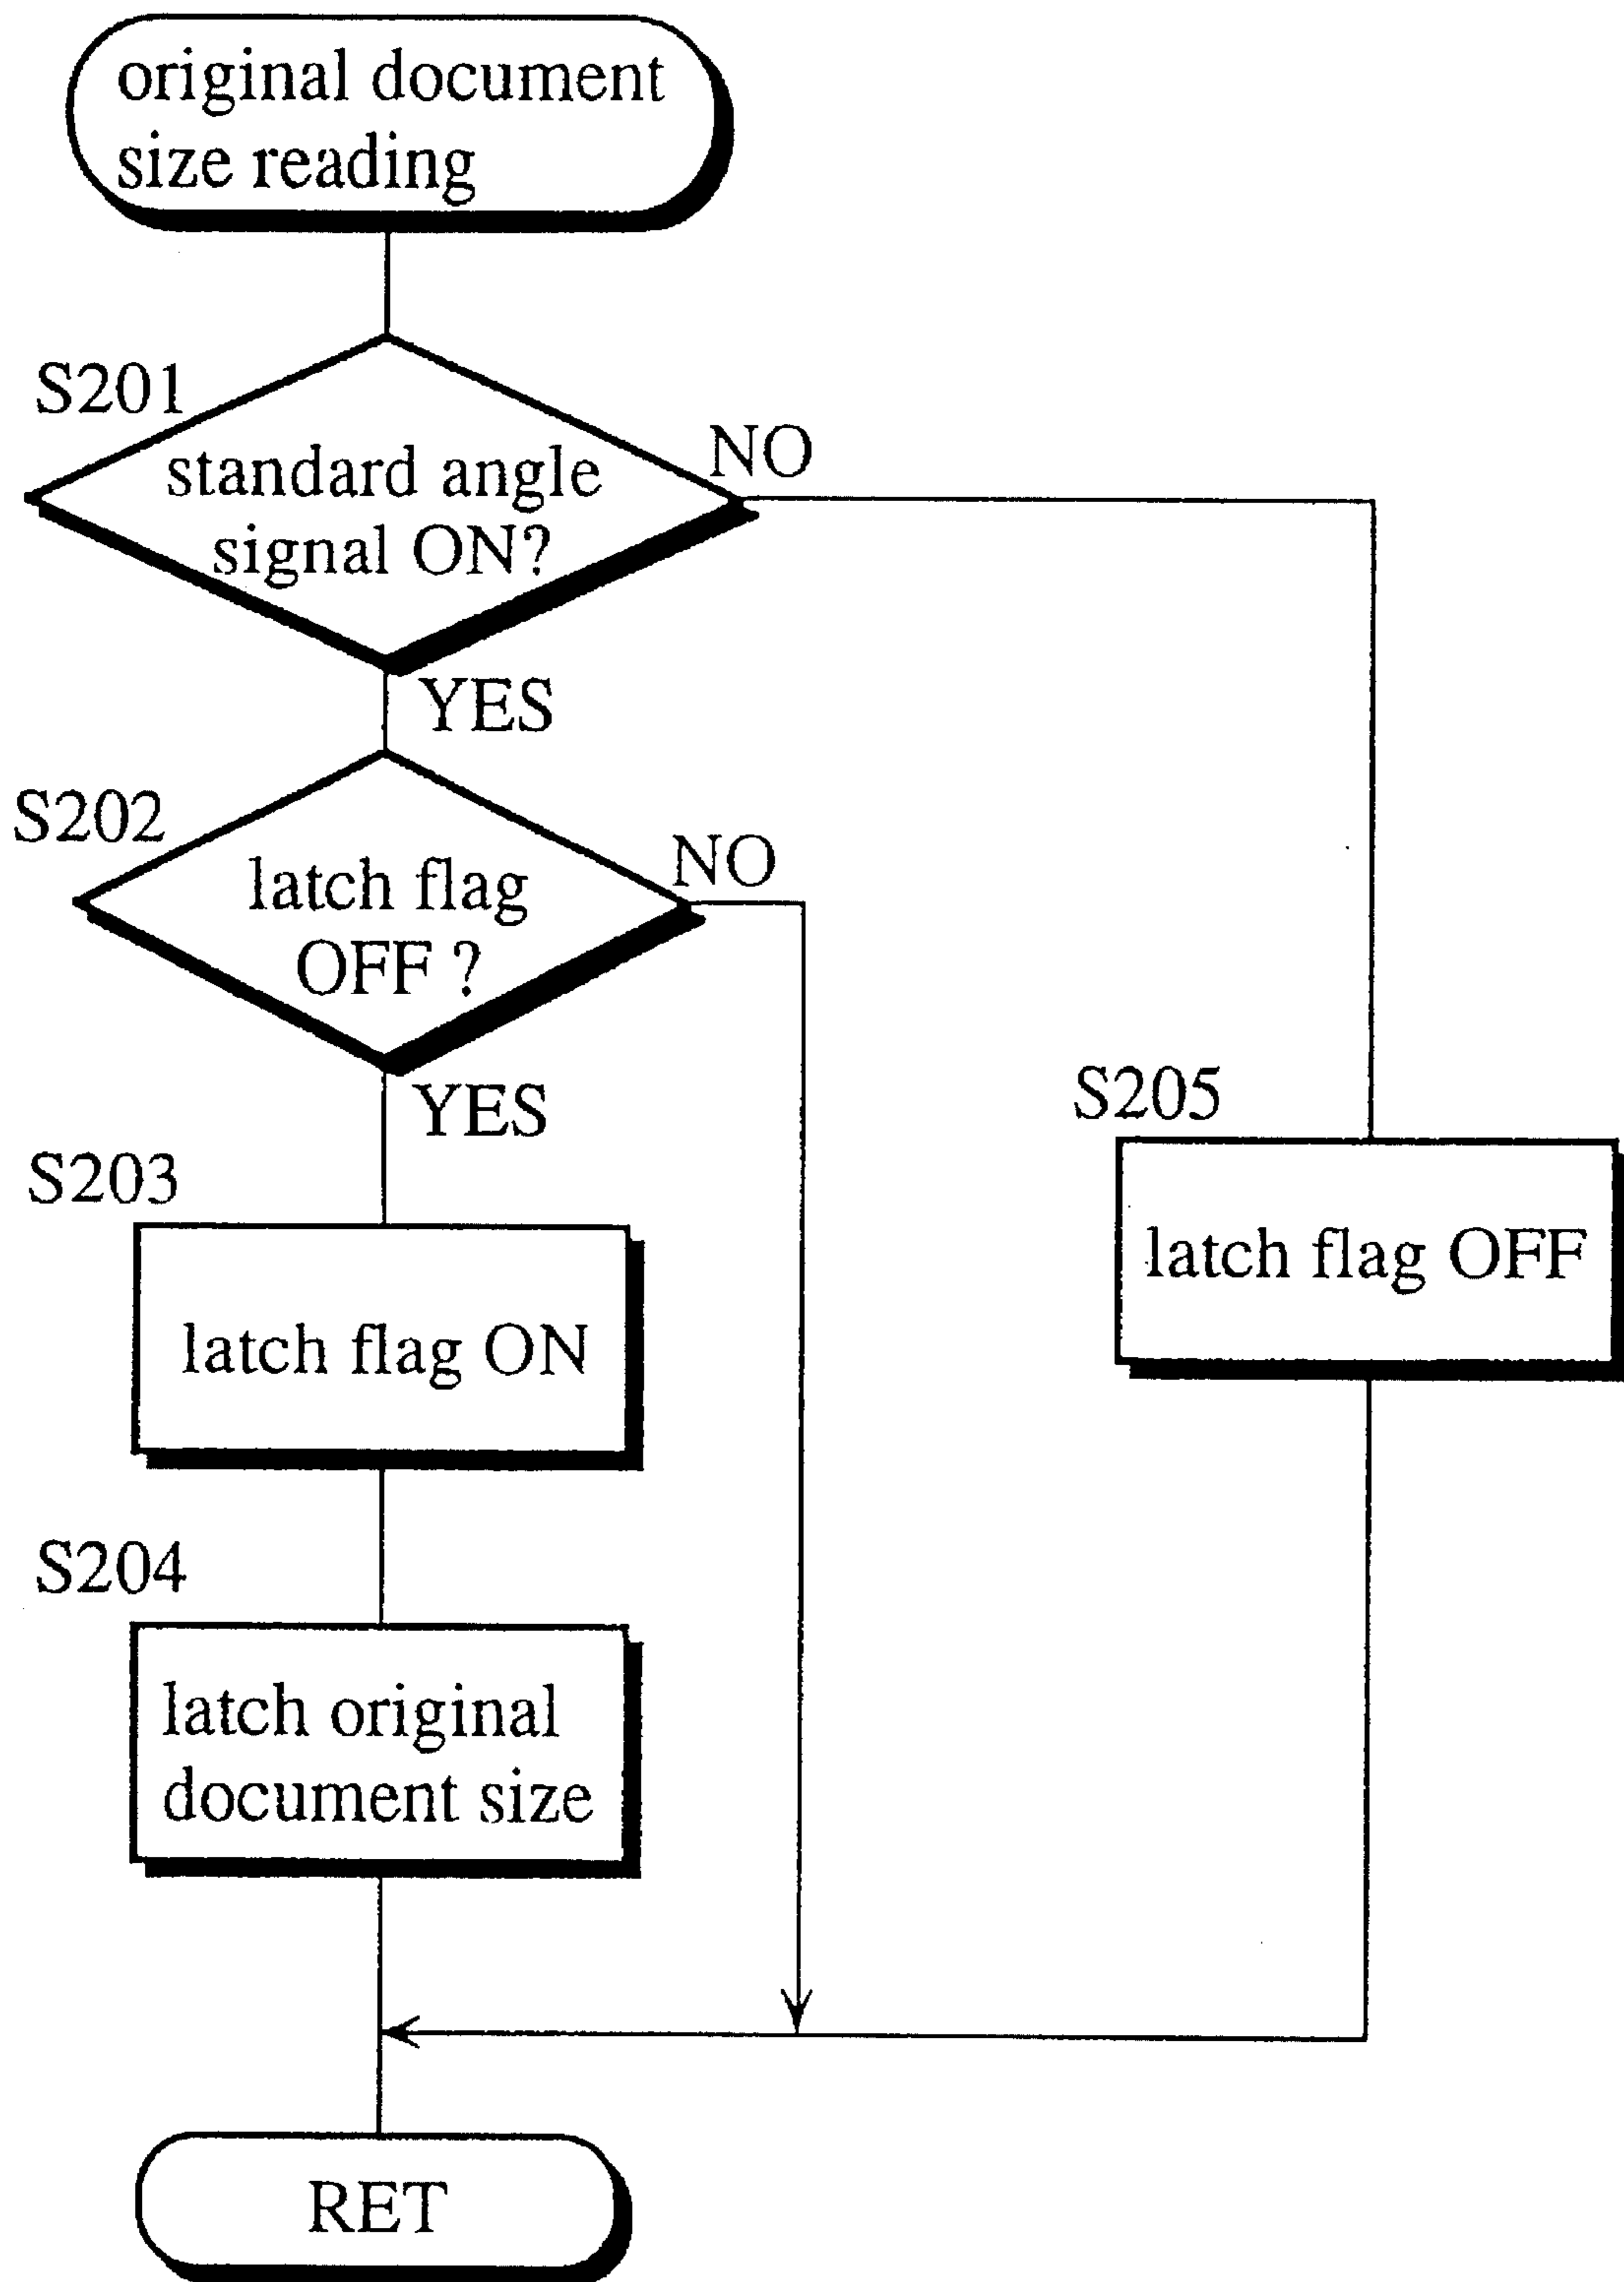 original document
size reading
S201
standard angle
signal ON?
NO
YES
S202
latch flag
OFF ?
NO
YES
S203
latch flag ON
S205
latch flag OFF
S204
latch original
document size
RET